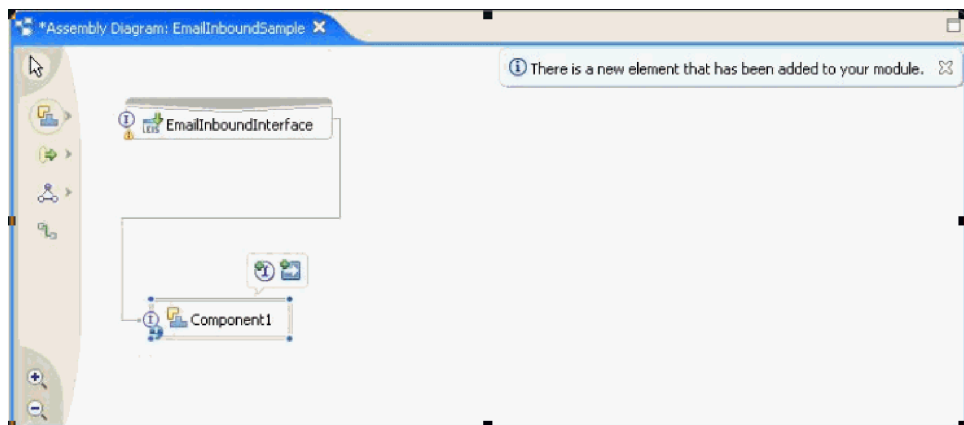 *Assembly Diagram: EmailInboundSample
There is a new element that has been added to your module.
EmailInboundInterface
Component1